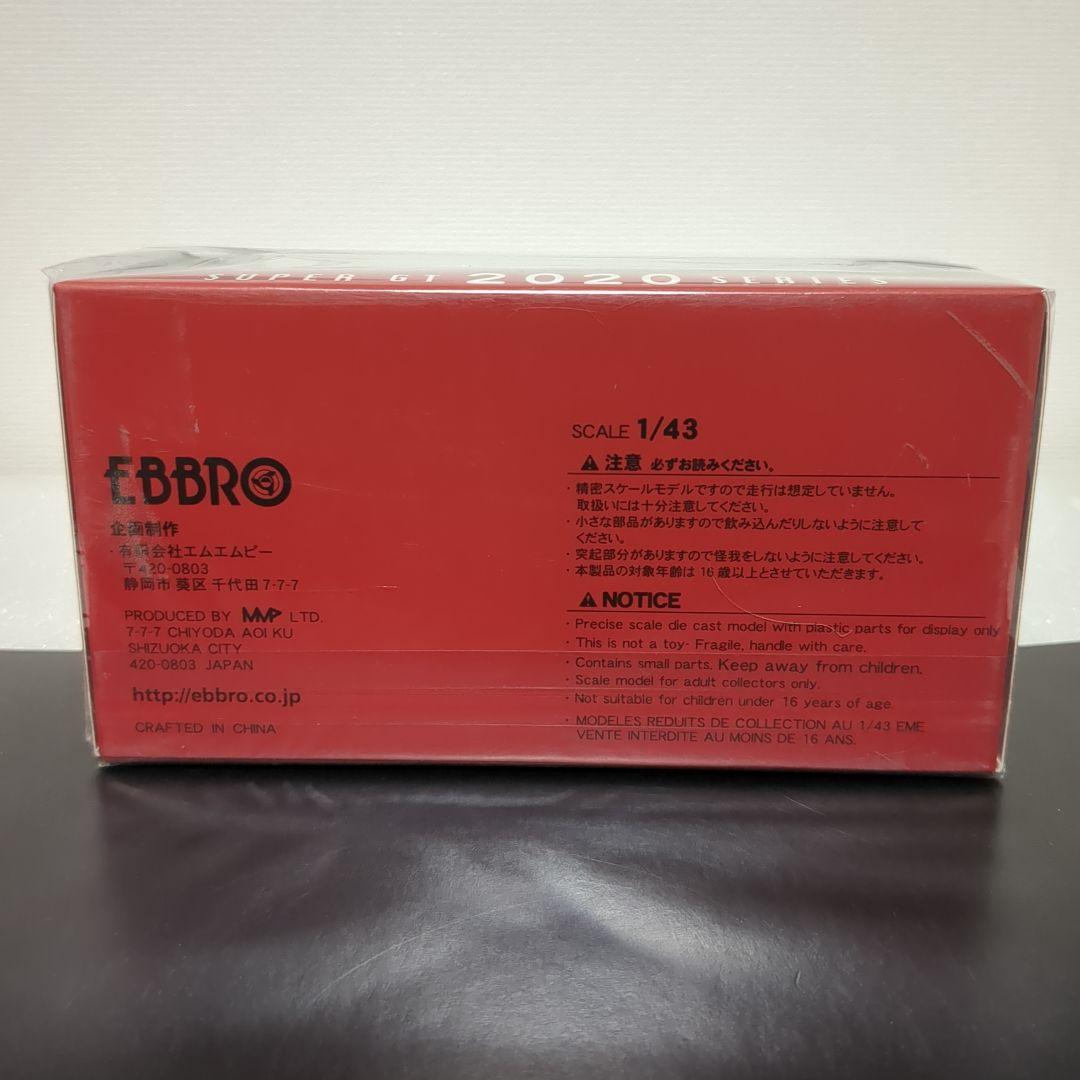 SUPER GT 2020 SERIES
EBBRO
企画制作
・有限会社エムエムピー
〒420-0803
静岡市 葵区 千代田 7-7-7
PRODUCED BY MMP LTD.
7-7-7 CHIYODA AOI KU
SHIZUOKA CITY
420-0803 JAPAN
http://ebbro.co.jp
CRAFTED IN CHINA
SCALE 1/43
⚠ 注意 必ずお読みください。
・精密スケールモデルですので走行は想定していません。
取扱いには十分注意してください。
・小さな部品がありますので飲み込んだりしないように注意して
ください。
・突起部分がありますので怪我をしないように注意してください。
・本製品の対象年齢は 16 歳以上とさせていただきます。
⚠ NOTICE
・Precise scale die cast model with plastic parts for display only
・This is not a toy- Fragile, handle with care.
・Contains small parts. Keep away from children.
・Scale model for adult collectors only.
・Not suitable for children under 16 years of age.
・MODELES REDUITS DE COLLECTION AU 1/43 EME
VENTE INTERDITE AU MOINS DE 16 ANS.